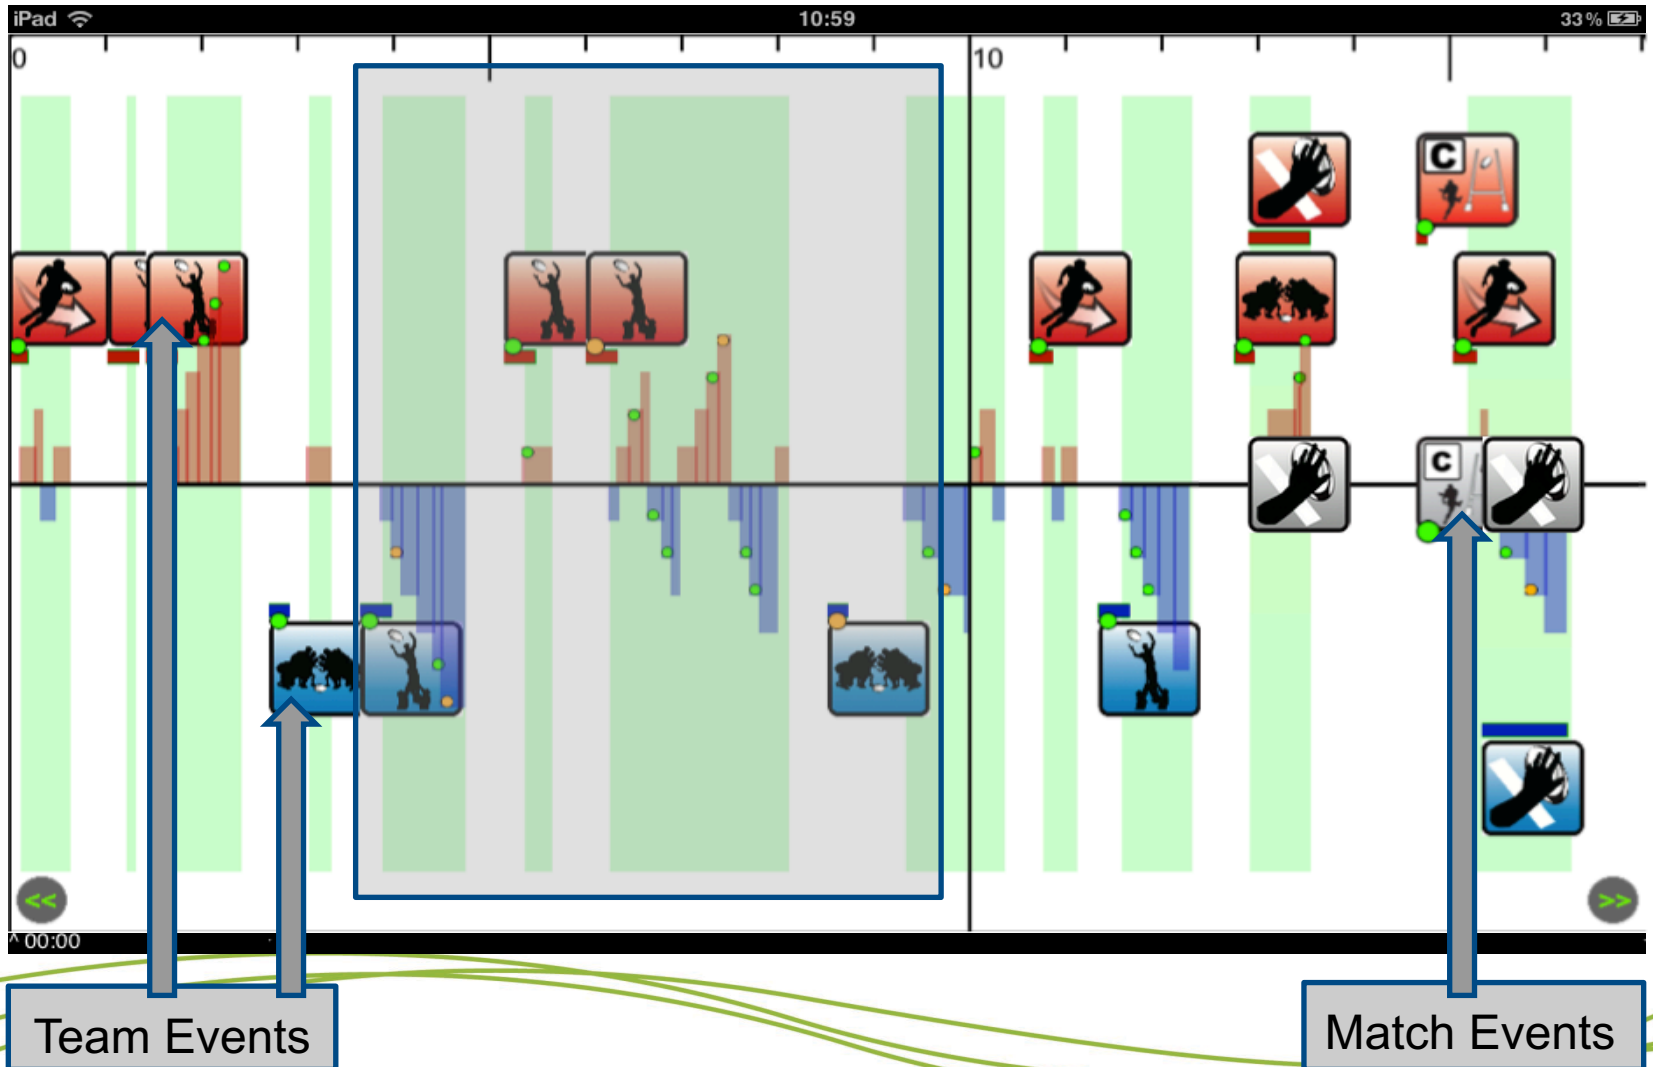 iPad 10:59 33%
0 10
C
C
<< >>
^ 00:00
Team Events Match Events